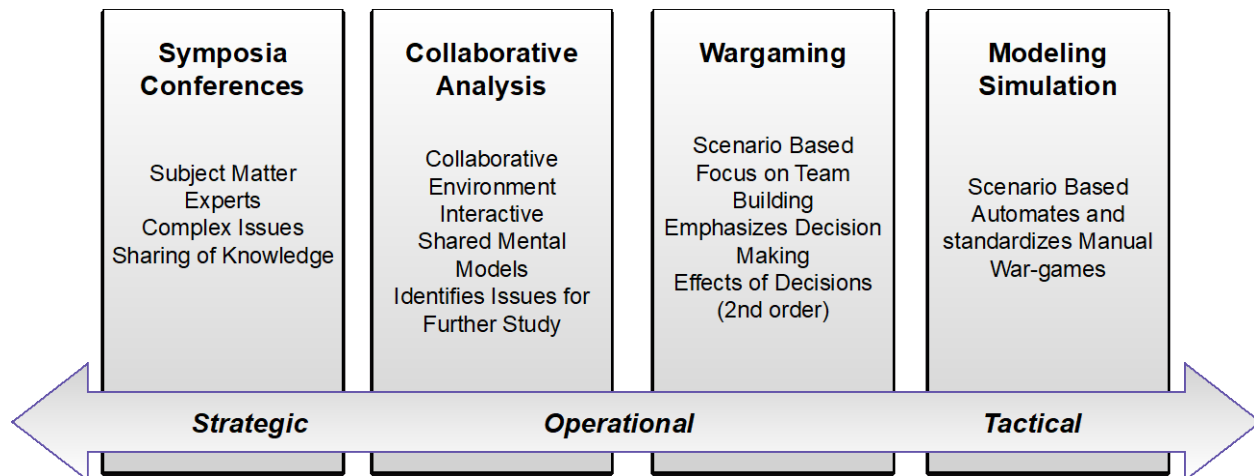 Symposia
Conferences
Subject Matter
Experts
Complex Issues
Sharing of Knowledge
Collaborative
Analysis
Collaborative
Environment
Interactive
Shared Mental
Models
Identifies Issues for
Further Study
Wargaming
Scenario Based
Focus on Team
Building
Emphasizes Decision
Making
Effects of Decisions
(2nd order)
Modeling
Simulation
Scenario Based
Automates and
standardizes Manual
War-games
Strategic
Operational
Tactical